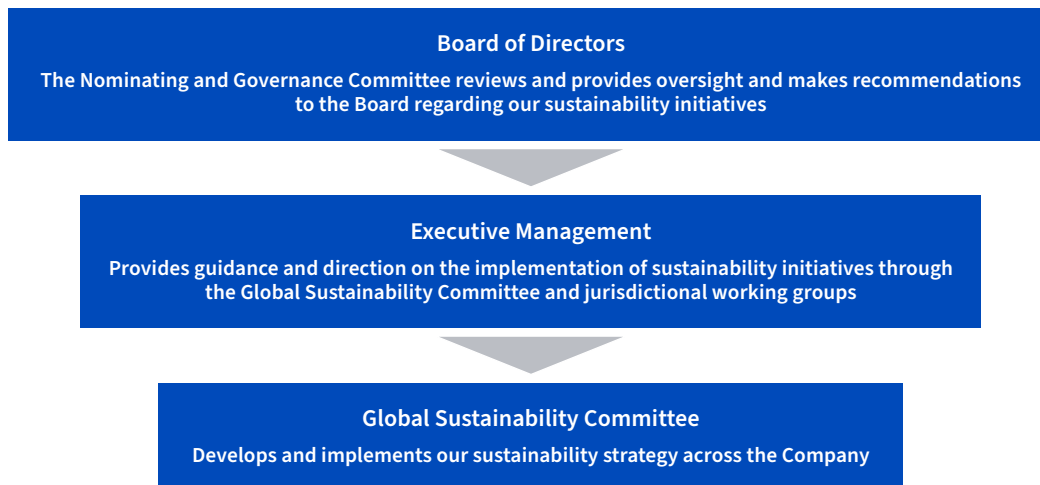 Board of Directors
The Nominating and Governance Committee reviews and provides oversight and makes recommendations
to the Board regarding our sustainability initiatives
Executive Management
Provides guidance and direction on the implementation of sustainability initiatives through
the Global Sustainability Committee and jurisdictional working groups
Global Sustainability Committee
Develops and implements our sustainability strategy across the Company